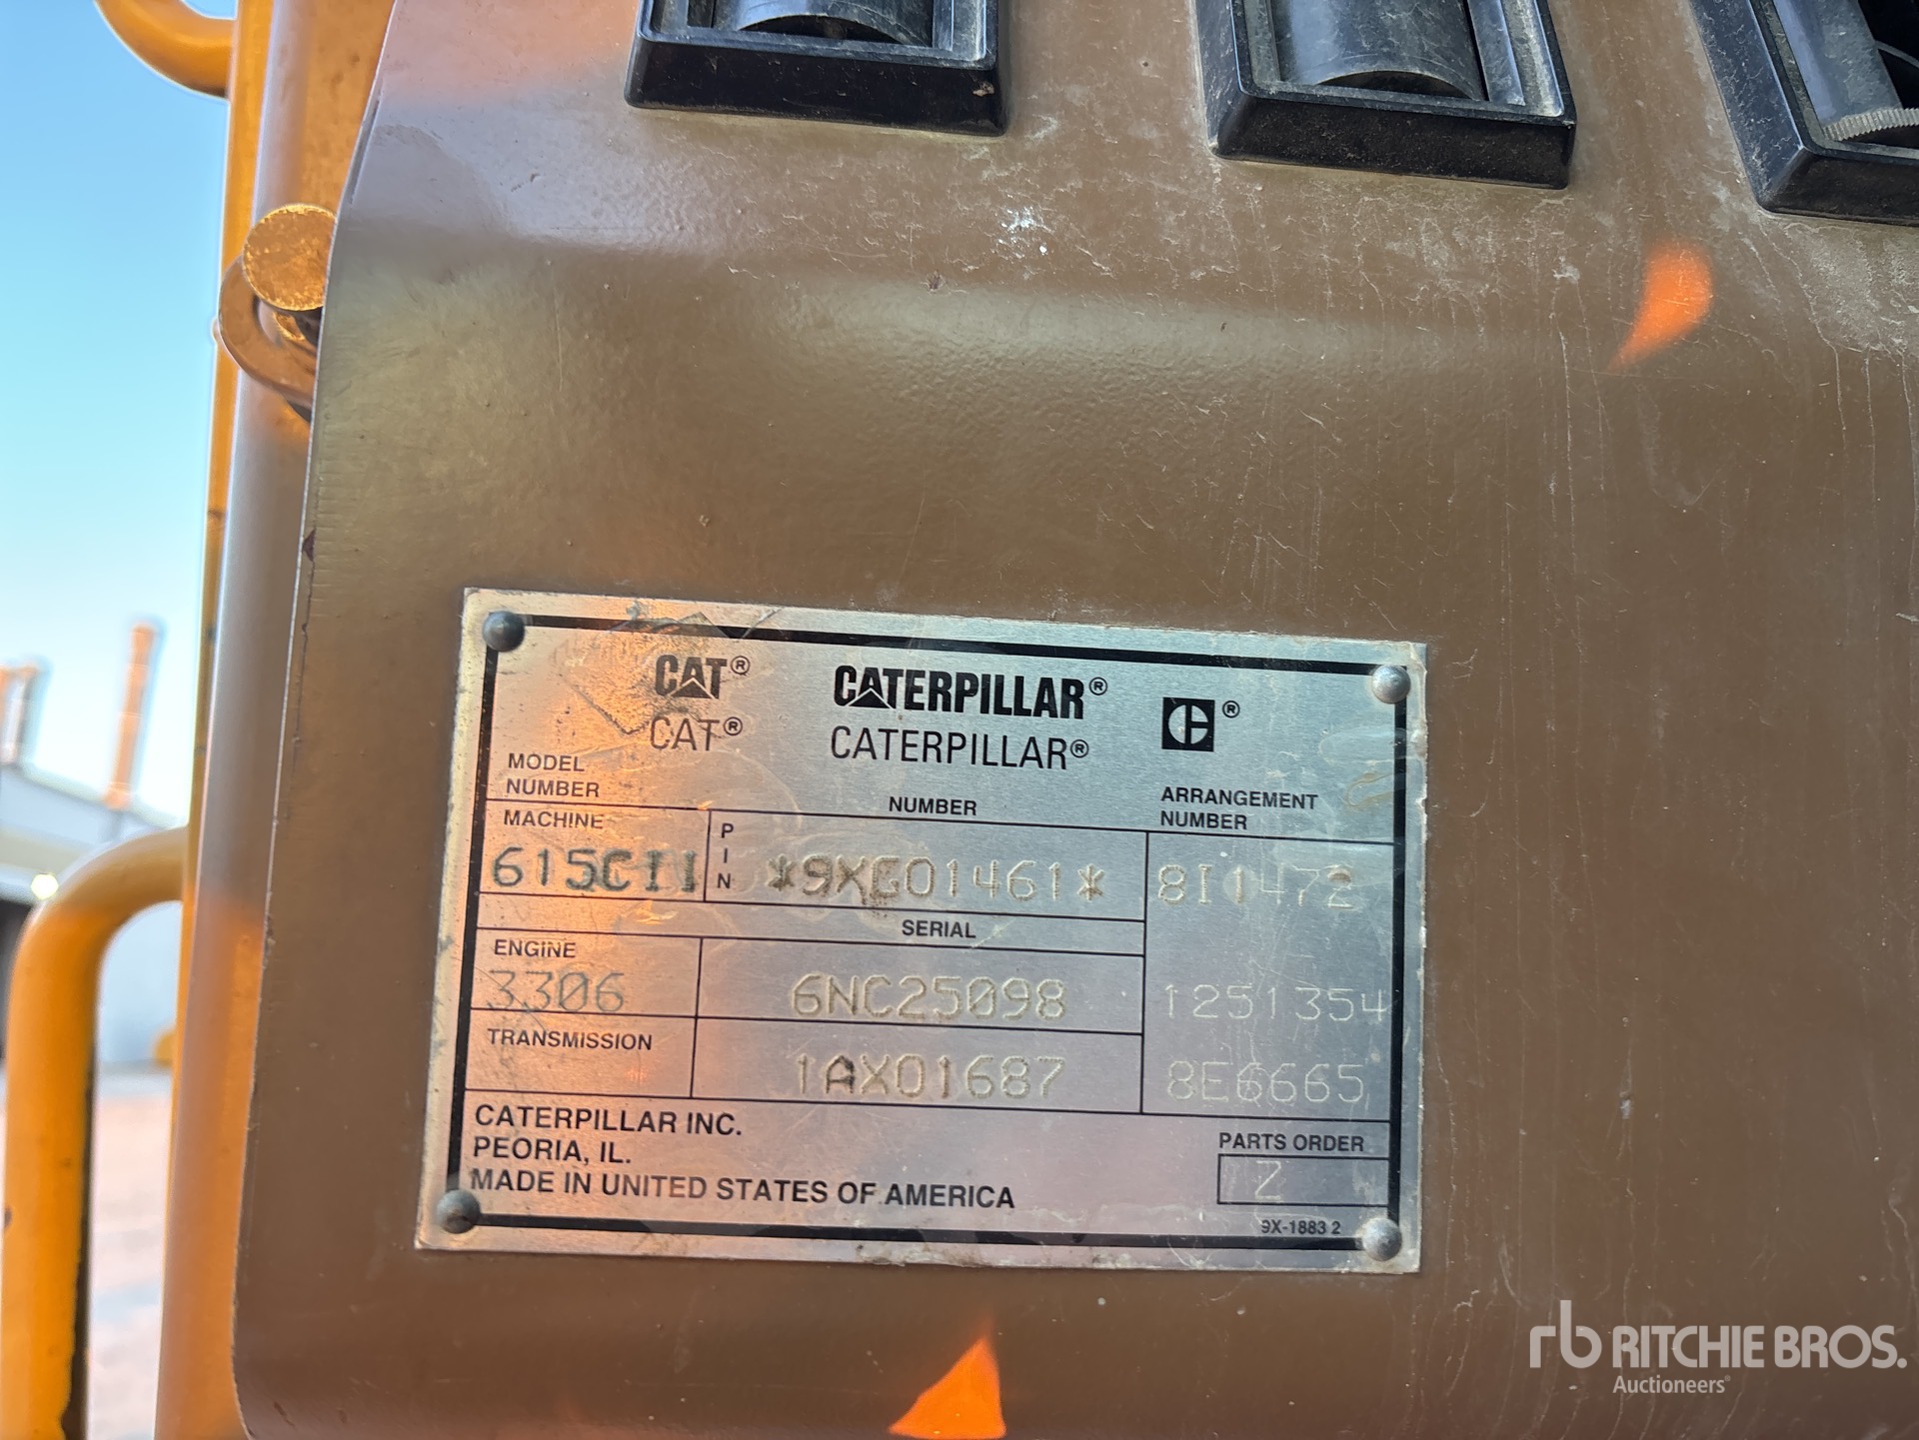 CAT® CATERPILLAR® C®
CAT® CATERPILLAR®
MODEL NUMBER NUMBER ARRANGEMENT NUMBER
MACHINE
615CII PIN *9XG01461* 8I1472
SERIAL
ENGINE
3306 6NC25098 1251354
TRANSMISSION
1AX01687 8E6665
CATERPILLAR INC.
PEORIA, IL.
MADE IN UNITED STATES OF AMERICA
PARTS ORDER
Z
9X-1883 2
rb RITCHIE BROS.
Auctioneers®